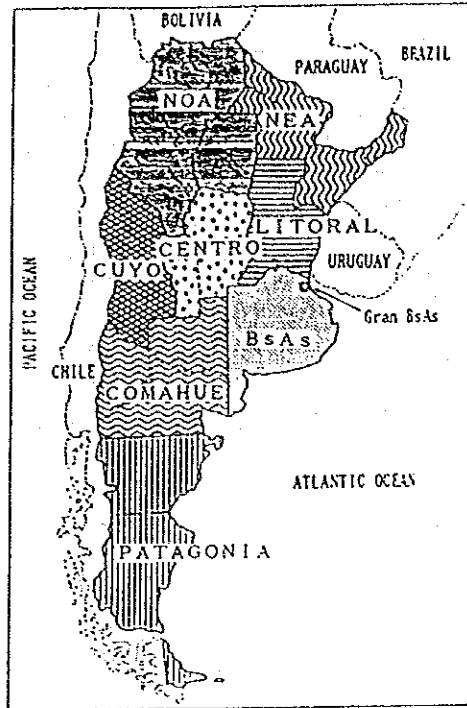 BOLIVIA
BRAZIL
PARAGUAY
NOA
NEA
LITORAL
CENTRO
CUYO
URUGUAY
PACIFIC OCEAN
Gran BsAs
BsAs
CHILE
COMAHUE
ATLANTIC OCEAN
PATAGONIA